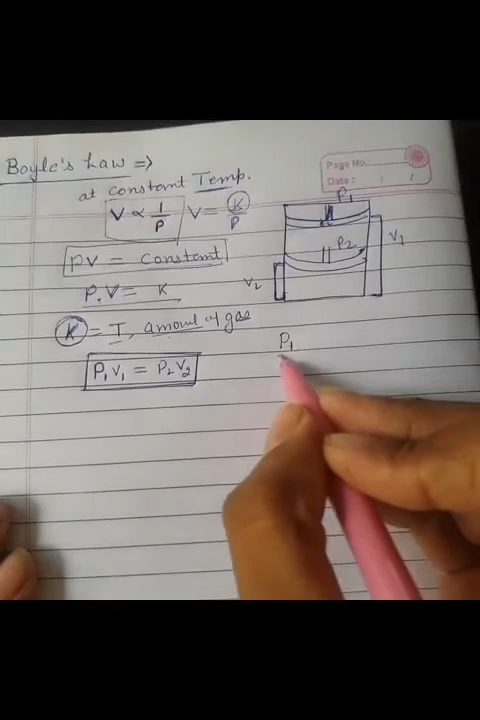 Boyle's Law =>
Page No.
Date : / /
at constant Temp.
V ∝ 1/P V = K/P
P1
PV = constant
P2
V1
P.V = K
V2
K = T, amount of gas
P1
P1V1 = P2V2